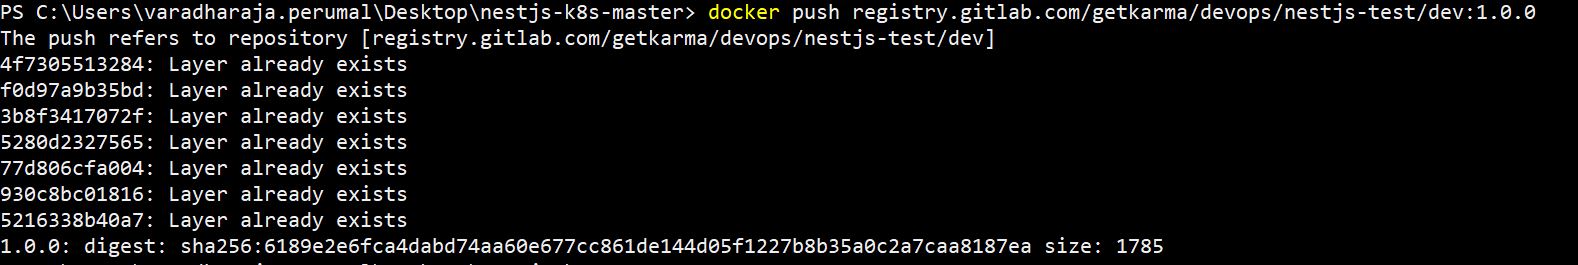 PS C:\Users\varadharaja.perumal\Desktop\nestjs-k8s-master> docker push registry.gitlab.com/getkarma/devops/nestjs-test/dev:1.0.0
The push refers to repository [registry.gitlab.com/getkarma/devops/nestjs-test/dev]
4f7305513284: Layer already exists
f0d97a9b35bd: Layer already exists
3b8f3417072f: Layer already exists
5280d2327565: Layer already exists
77d806cfa004: Layer already exists
930c8bc01816: Layer already exists
5216338b40a7: Layer already exists
1.0.0: digest: sha256:6189e2e6fca4dabd74aa60e677cc861de144d05f1227b8b35a0c2a7caa8187ea size: 1785